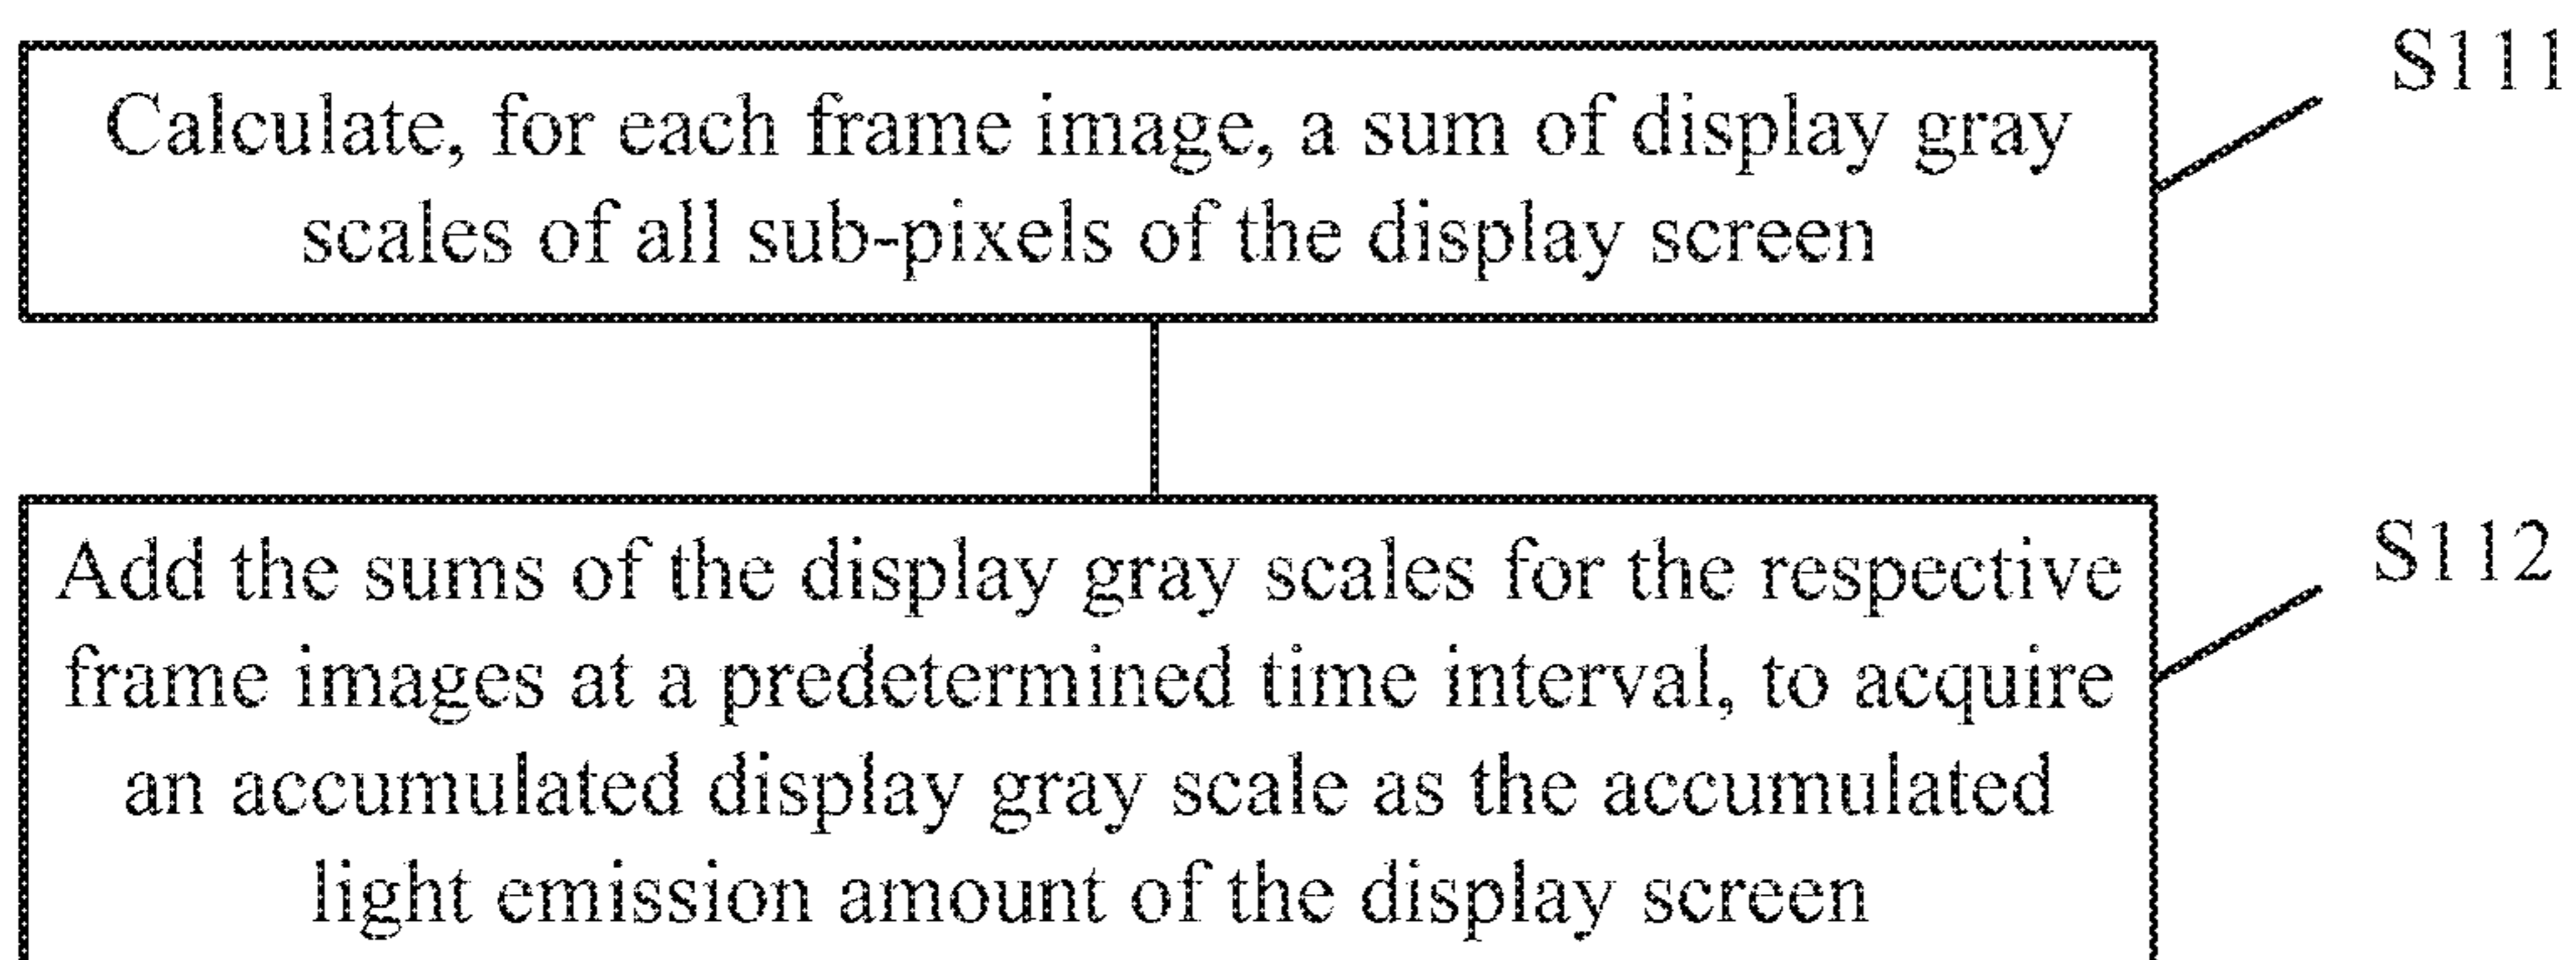 S111
Calculate, for each frame image, a sum of display gray
scales of all sub-pixels of the display screen
S112
Add the sums of the display gray scales for the respective
frame images at a predetermined time interval, to acquire
an accumulated display gray scale as the accumulated
light emission amount of the display screen